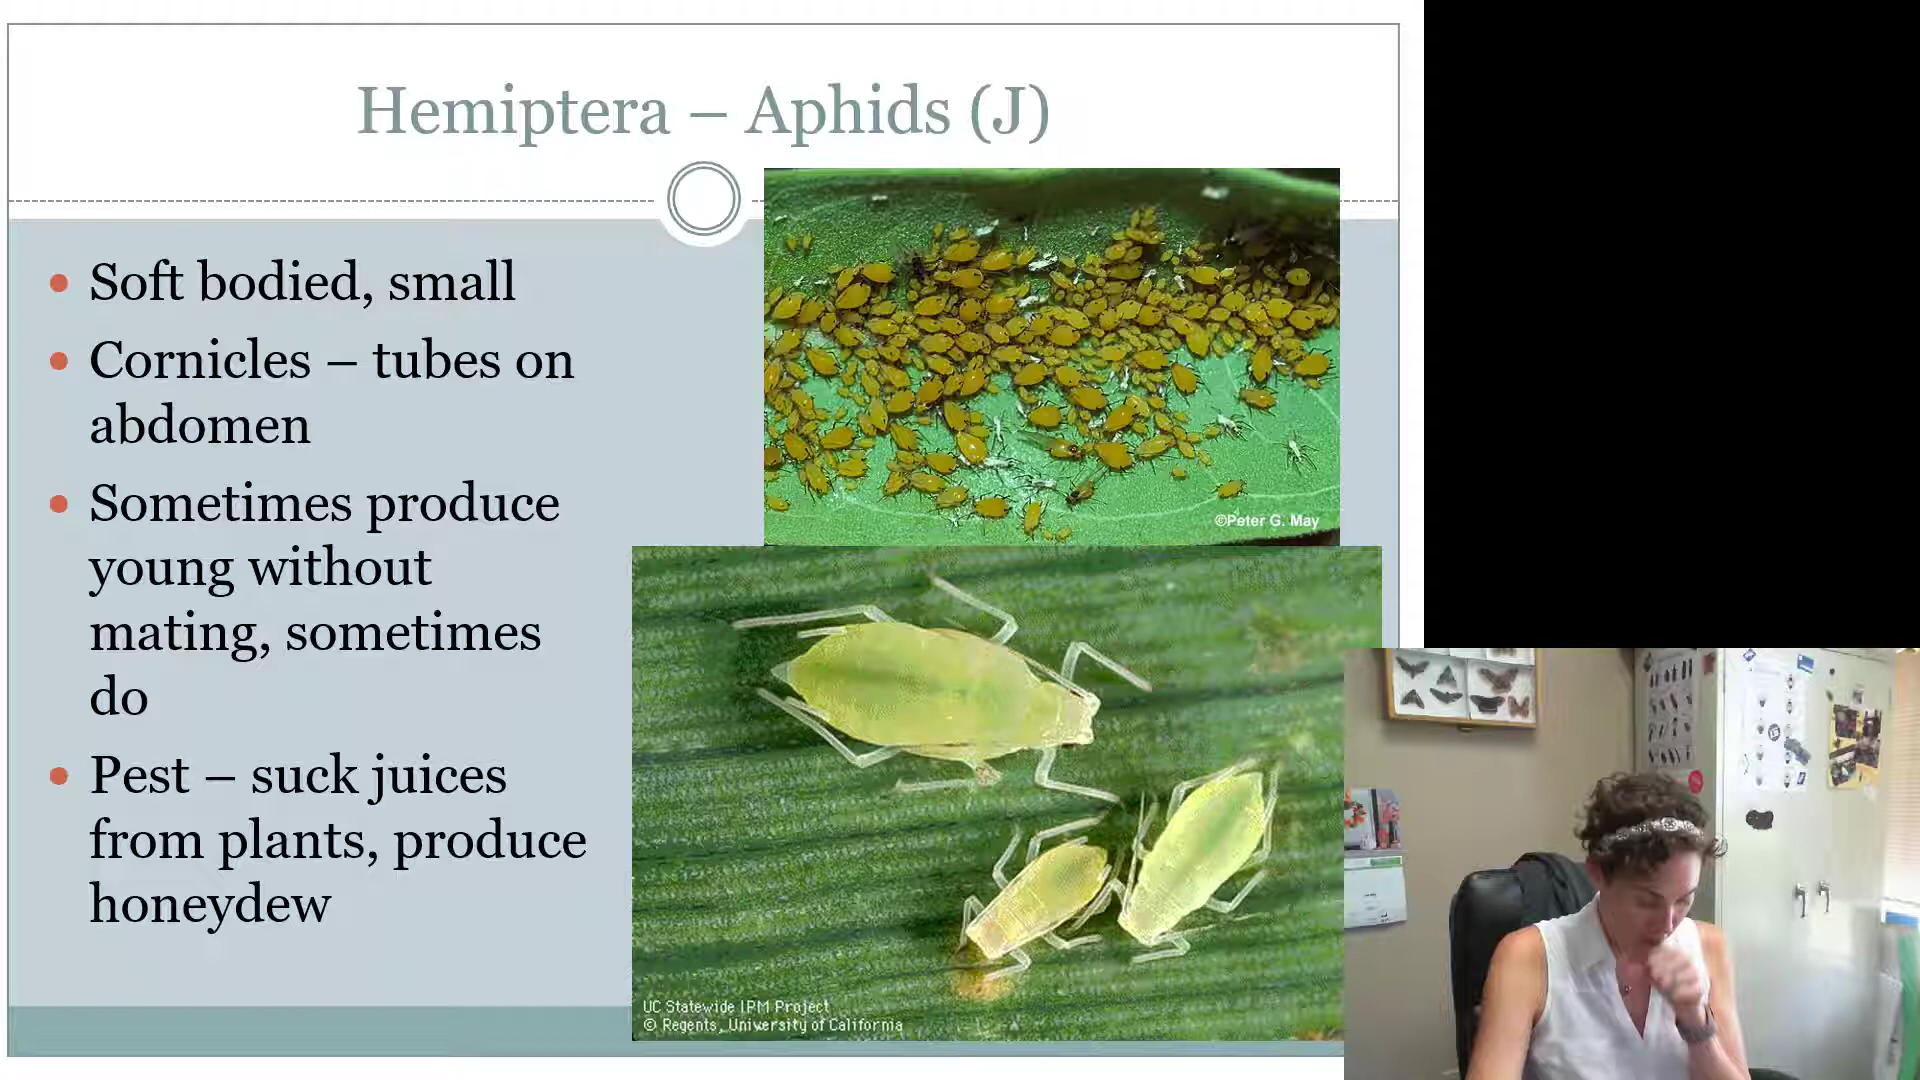 Hemiptera – Aphids (J)
Soft bodied, small
Cornicles – tubes on
abdomen
Sometimes produce
young without
mating, sometimes
do
Pest – suck juices
from plants, produce
honeydew
©Peter G. May
UC Statewide IPM Project
© Regents, University of California